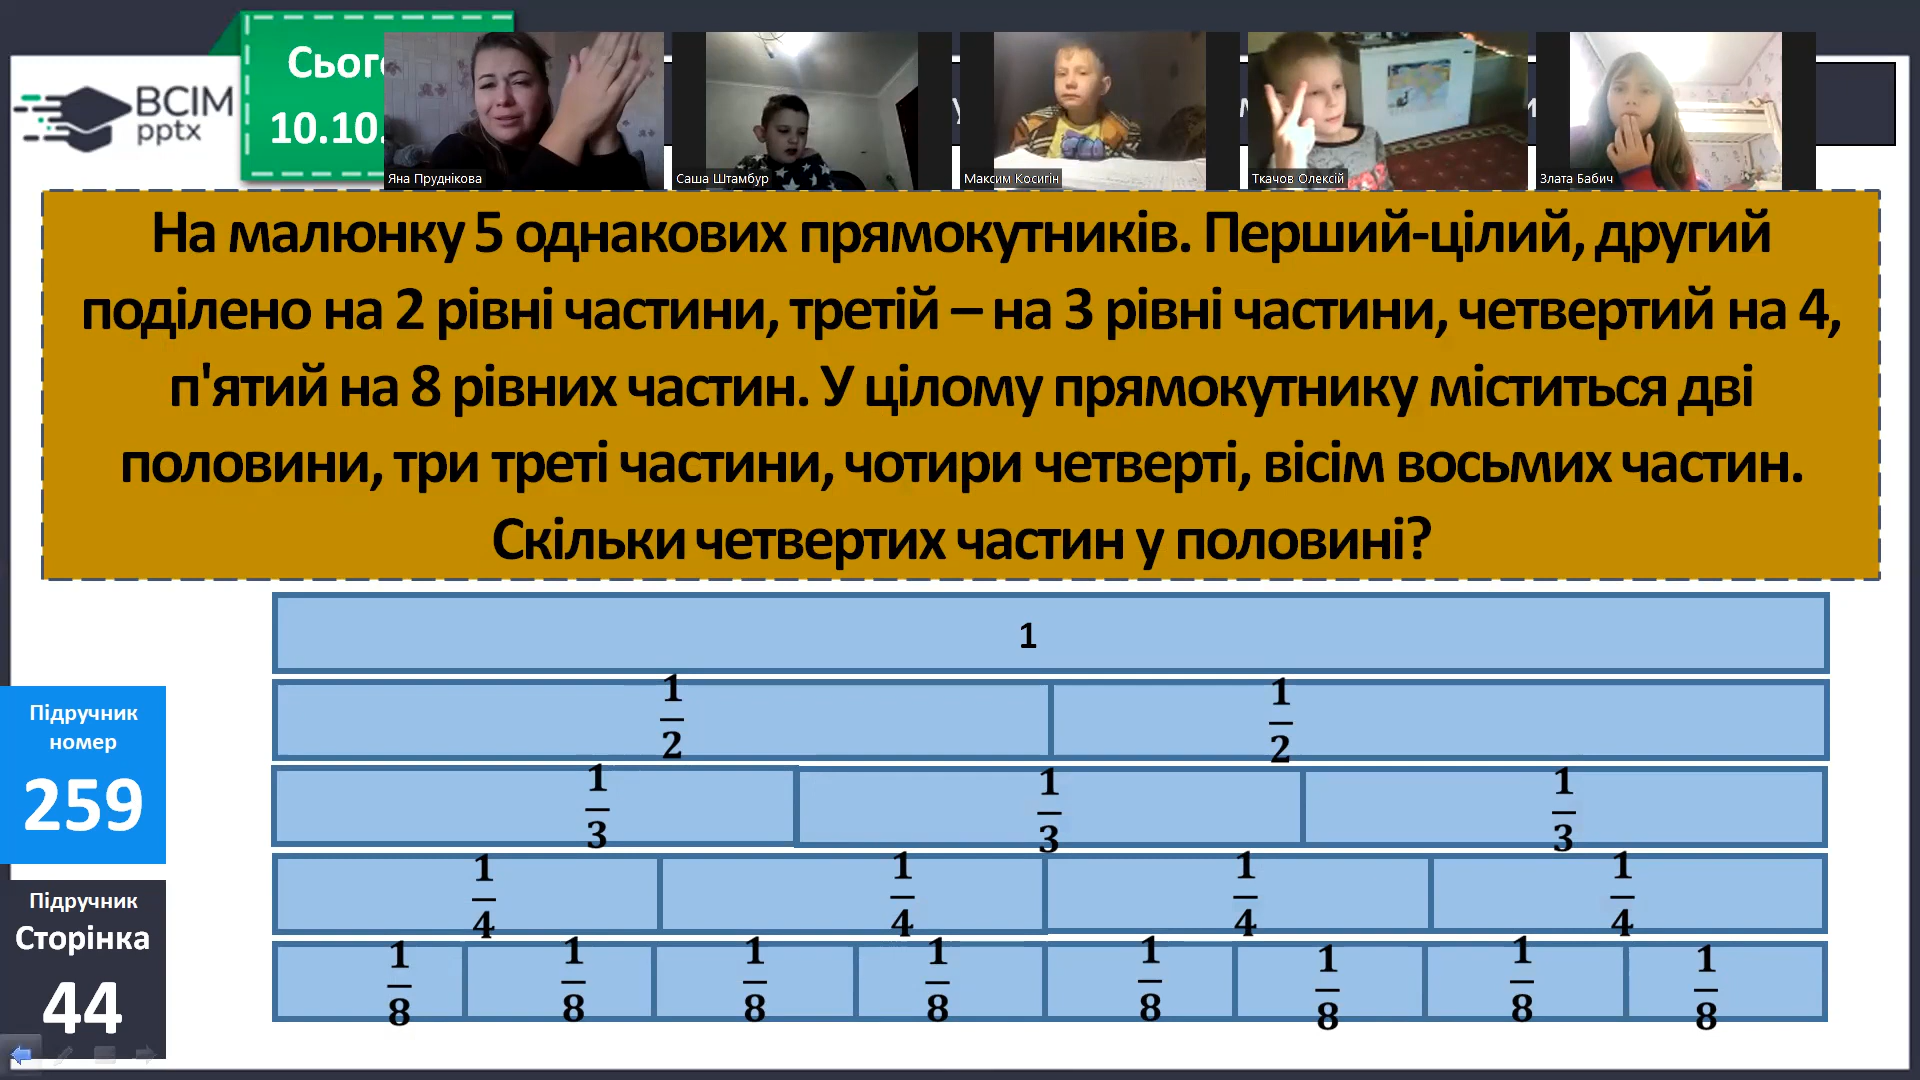 ВСІМ
pptx
10.10.
Яна Пруднікова
Саша Штамбур
Максим Косигін
Ткачов Олексій
Злата Бабич
На малюнку 5 однакових прямокутників. Перший-цілий, другий
поділено на 2 рівні частини, третій – на 3 рівні частини, четвертий на 4,
п'ятий на 8 рівних частин. У цілому прямокутнику міститься дві
половини, три треті частини, чотири четверті, вісім восьмих частин.
Скільки четвертих частин у половині?
1
1/2 1/2
1/3 1/3 1/3
1/4 1/4 1/4 1/4
1/8 1/8 1/8 1/8 1/8 1/8 1/8 1/8
Підручник
номер
259
Підручник
Сторінка
44